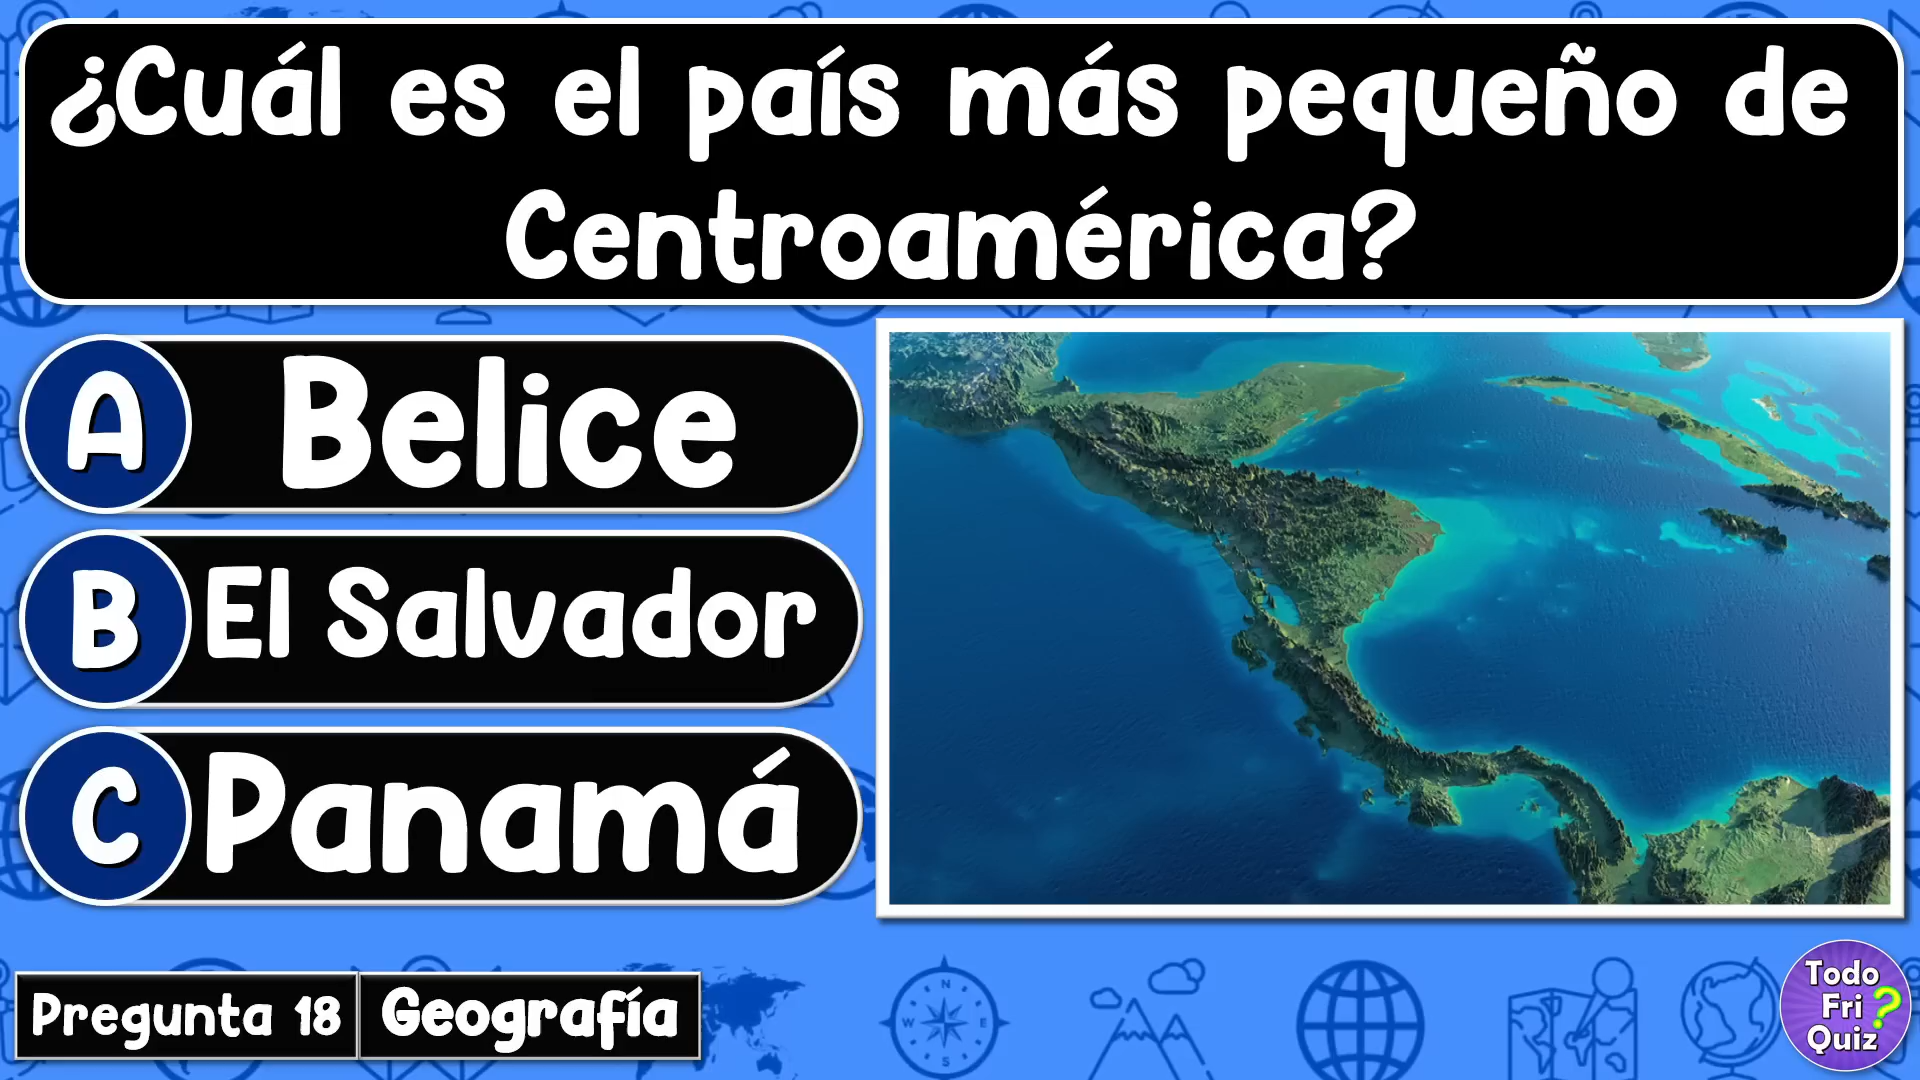 ¿Cuál es el país más pequeño de
Centroamérica?
A Belice
B El Salvador
C Panamá
Pregunta 18 Geografía
N
W E
S
Todo
Fri ?
Quiz